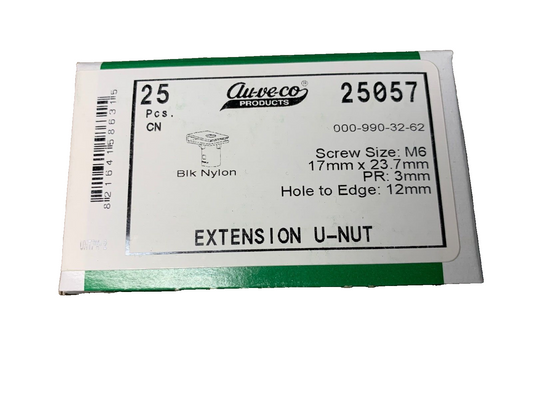 25
Pcs.
CN
au-ve-co®
PRODUCTS
25057
000-990-32-62
Screw Size: M6
17mm x 23.7mm
PR: 3mm
Hole to Edge: 12mm
Blk Nylon
EXTENSION U-NUT